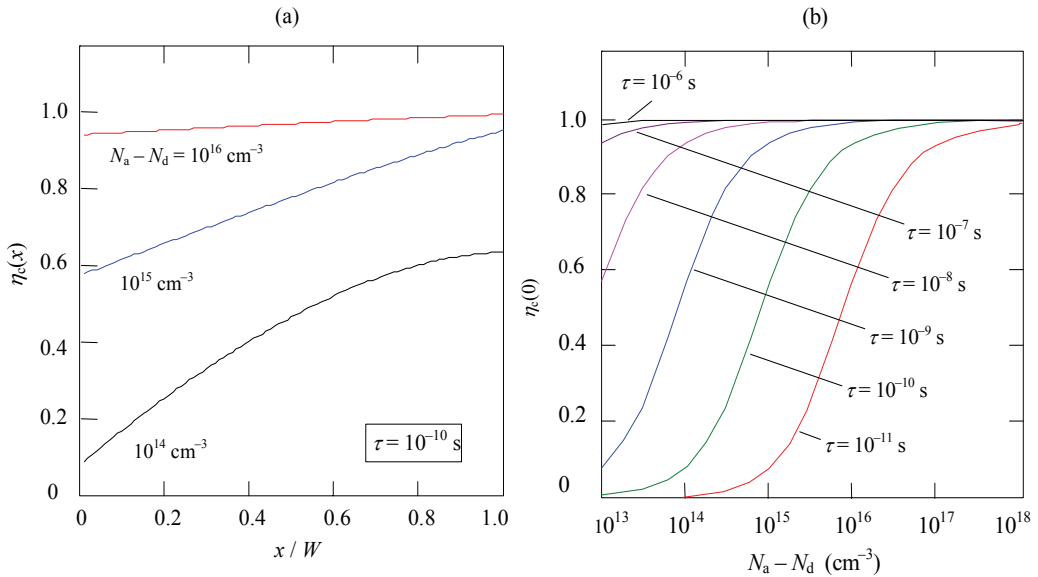 (a)
1.0
0.8
0.6
0.4
0.2
0
ηc(x)
Na – Nd = 10^16 cm^–3
10^15 cm^–3
10^14 cm^–3
τ = 10^–10 s
0 0.2 0.4 0.6 0.8 1.0
x / W
(b)
1.0
0.8
0.6
0.4
0.2
0
ηc(0)
τ = 10^–6 s
τ = 10^–7 s
τ = 10^–8 s
τ = 10^–9 s
τ = 10^–10 s
τ = 10^–11 s
10^13 10^14 10^15 10^16 10^17 10^18
Na – Nd (cm^–3)